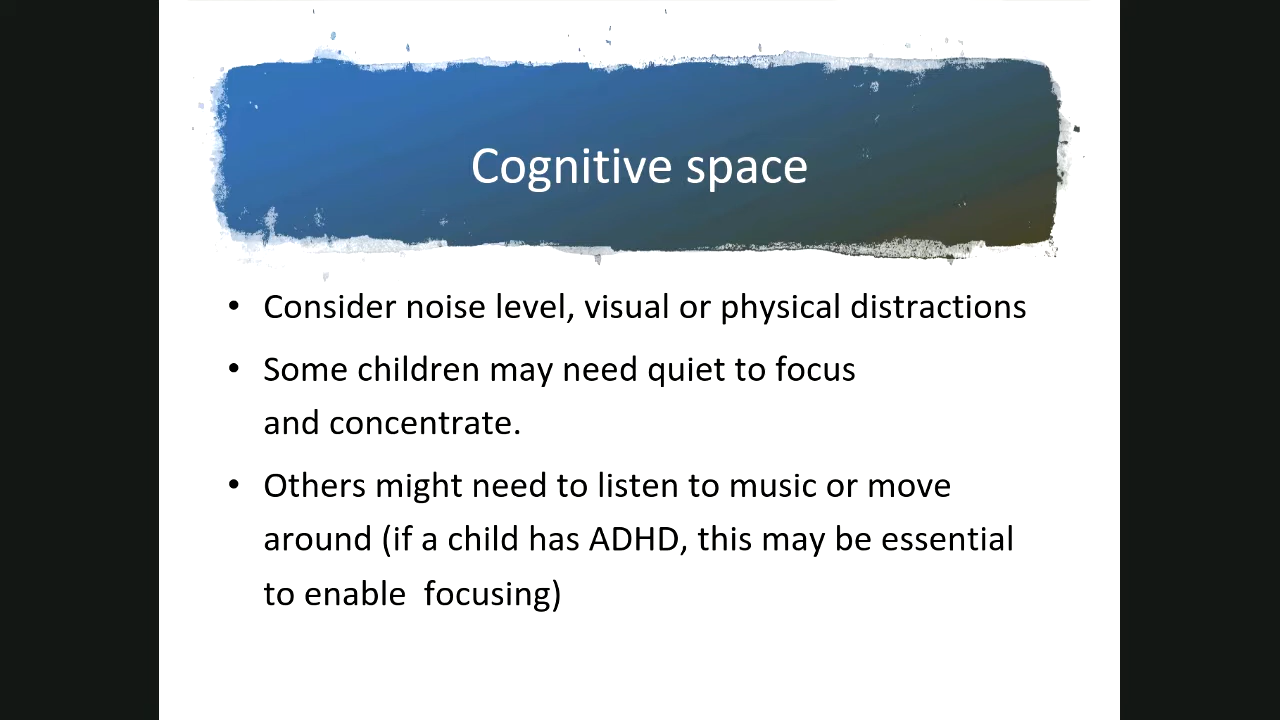 Cognitive space
• Consider noise level, visual or physical distractions
• Some children may need quiet to focus
and concentrate.
• Others might need to listen to music or move
around (if a child has ADHD, this may be essential
to enable  focusing)